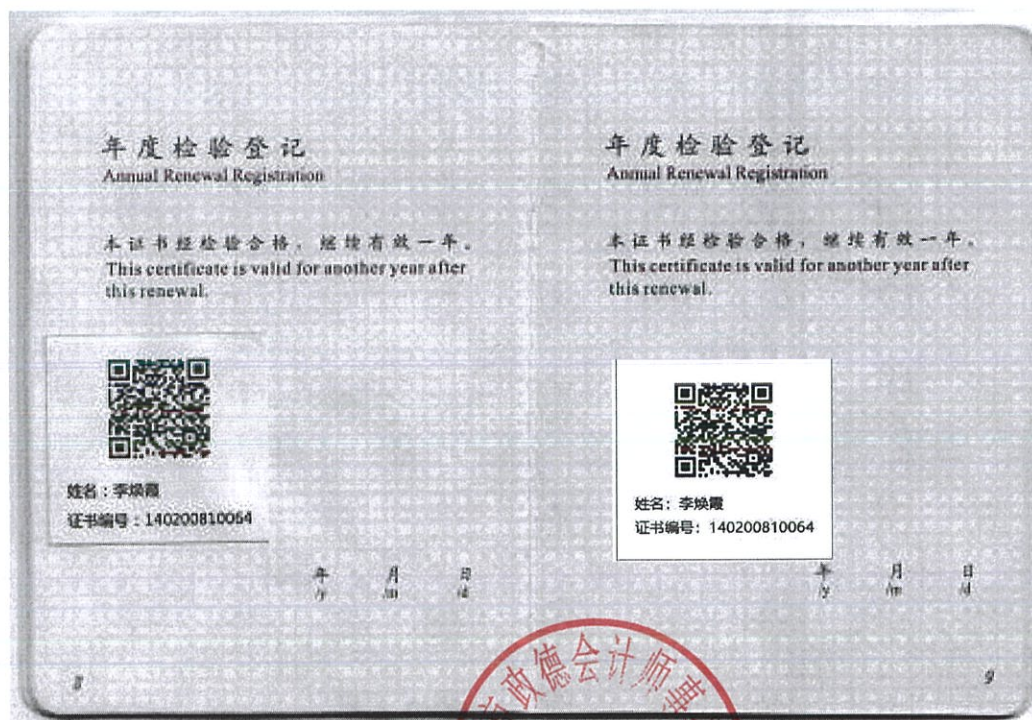 年度检验登记
Annual Renewal Registration
本证书经检验合格，继续有效一年。
This certificate is valid for another year after
this renewal.
姓名：李焕霞
证书编号：140200810064
年 月 日
/y /m /d
8
年度检验登记
Annual Renewal Registration
本证书经检验合格，继续有效一年。
This certificate is valid for another year after
this renewal.
姓名：李焕霞
证书编号：140200810064
年 月 日
/y /m /d
9
政德会计师事